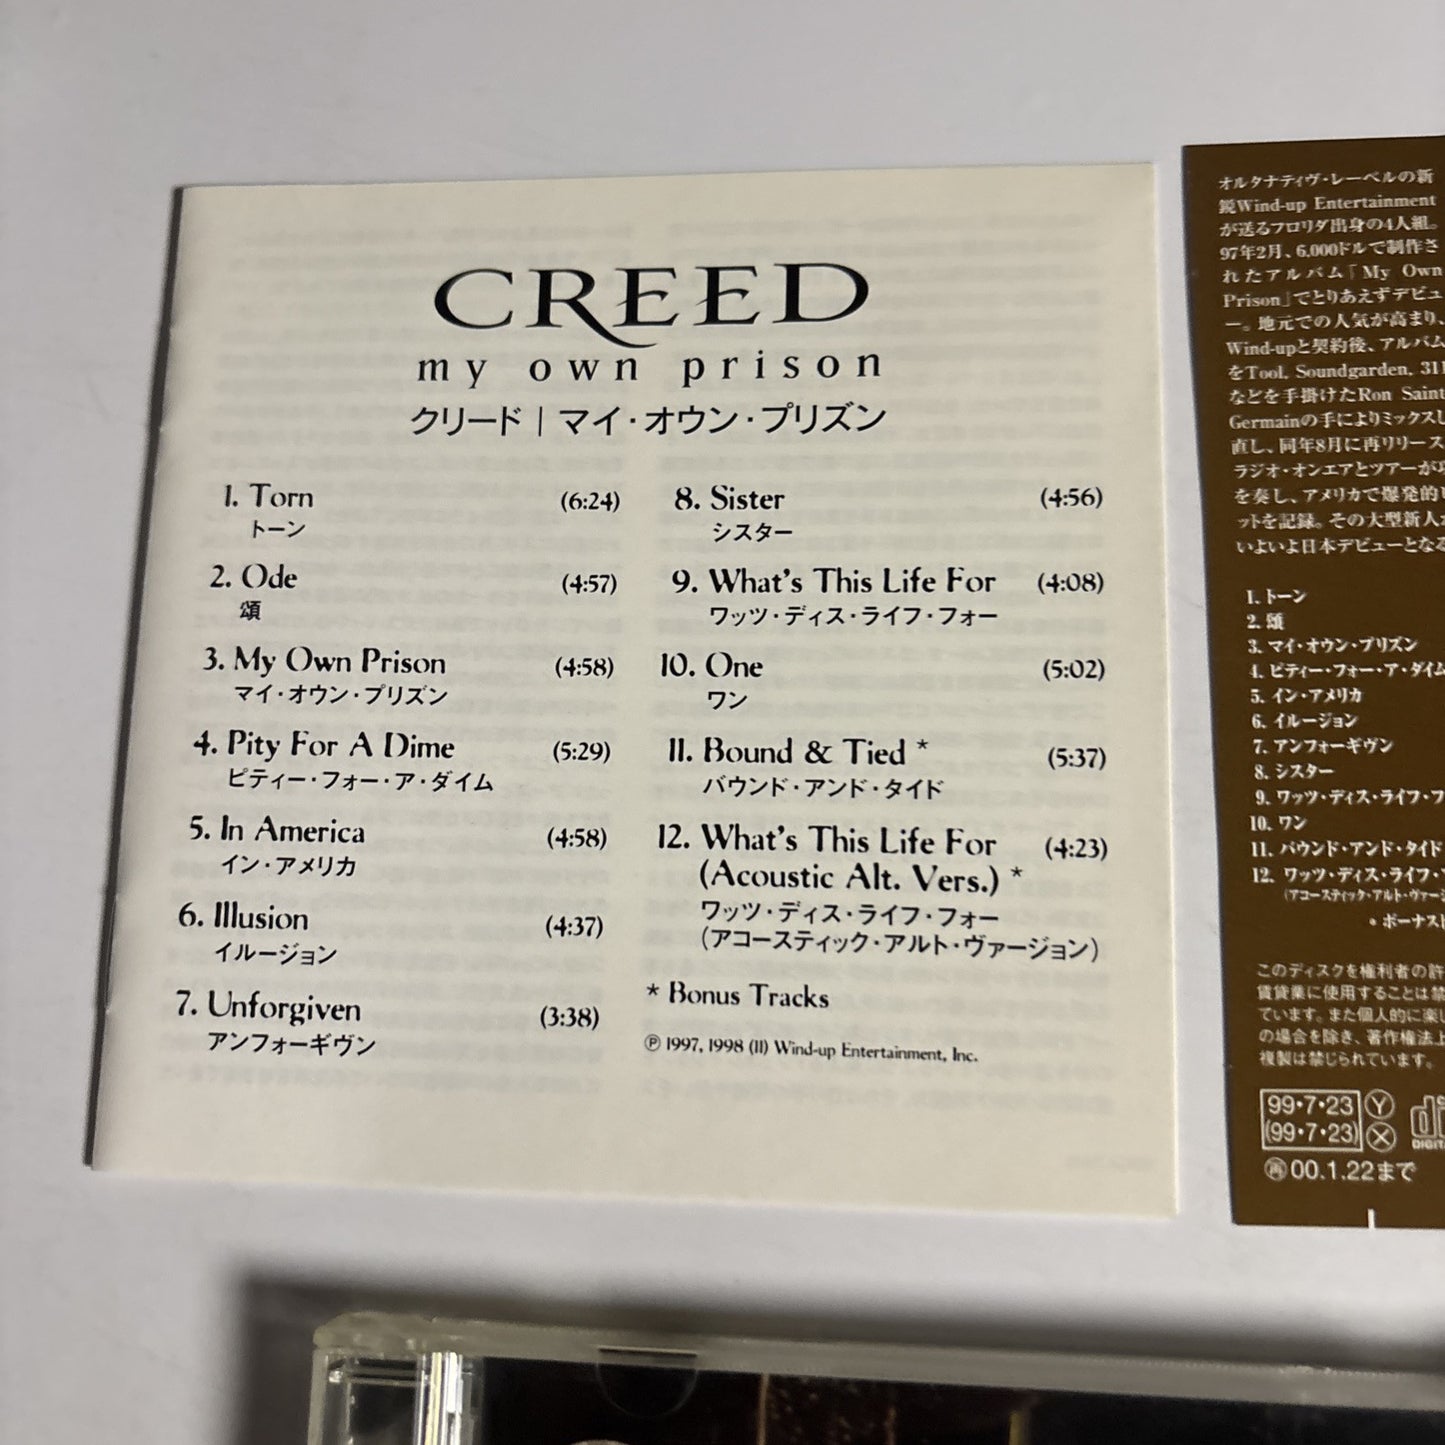 CREED
my own prison
クリード | マイ・オウン・プリズン
1. Torn (6:24)
トーン
2. Ode (4:57)
頌
3. My Own Prison (4:58)
マイ・オウン・プリズン
4. Pity For A Dime (5:29)
ピティー・フォー・ア・ダイム
5. In America (4:58)
イン・アメリカ
6. Illusion (4:37)
イルージョン
7. Unforgiven (3:38)
アンフォーギヴン
8. Sister (4:56)
シスター
9. What's This Life For (4:08)
ワッツ・ディス・ライフ・フォー
10. One (5:02)
ワン
11. Bound & Tied * (5:37)
バウンド・アンド・タイド
12. What's This Life For (4:23)
(Acoustic Alt. Vers.) *
ワッツ・ディス・ライフ・フォー
(アコースティック・アルト・ヴァージョン)
* Bonus Tracks
℗ 1997, 1998 (II) Wind-up Entertainment, Inc.
オルタナティヴ・レーベルの新
鋭Wind-up Entertainment
が送るフロリダ出身の4人組。
97年2月、6,000ドルで制作さ
れたアルバム「My Own
Prison」でとりあえずデビュ
ー。地元での人気が高まり、
Wind-upと契約後、アルバム
をTool, Soundgarden, 311
などを手掛けたRon Saint
Germainの手によりミックスし
直し、同年8月に再リリース
ラジオ・オンエアとツアーが
を奏し、アメリカで爆発的
ットを記録。その大型新人
いよいよ日本デビューとなる
1. トーン
2. 頌
3. マイ・オウン・プリズン
4. ピティー・フォー・ア・ダイム
5. イン・アメリカ
6. イルージョン
7. アンフォーギヴン
8. シスター
9. ワッツ・ディス・ライフ・フ
10. ワン
11. バウンド・アンド・タイド
12. ワッツ・ディス・ライフ・
(アコースティック・アルト・ヴァージ
* ボーナス
このディスクを権利者の許
賃貸業に使用することは禁
ています。また個人的に楽し
の場合を除き、著作権法上
複製は禁じられています。
99・7・23 Ⓨ
(99・7・23) Ⓧ
㊢00.1.22まで